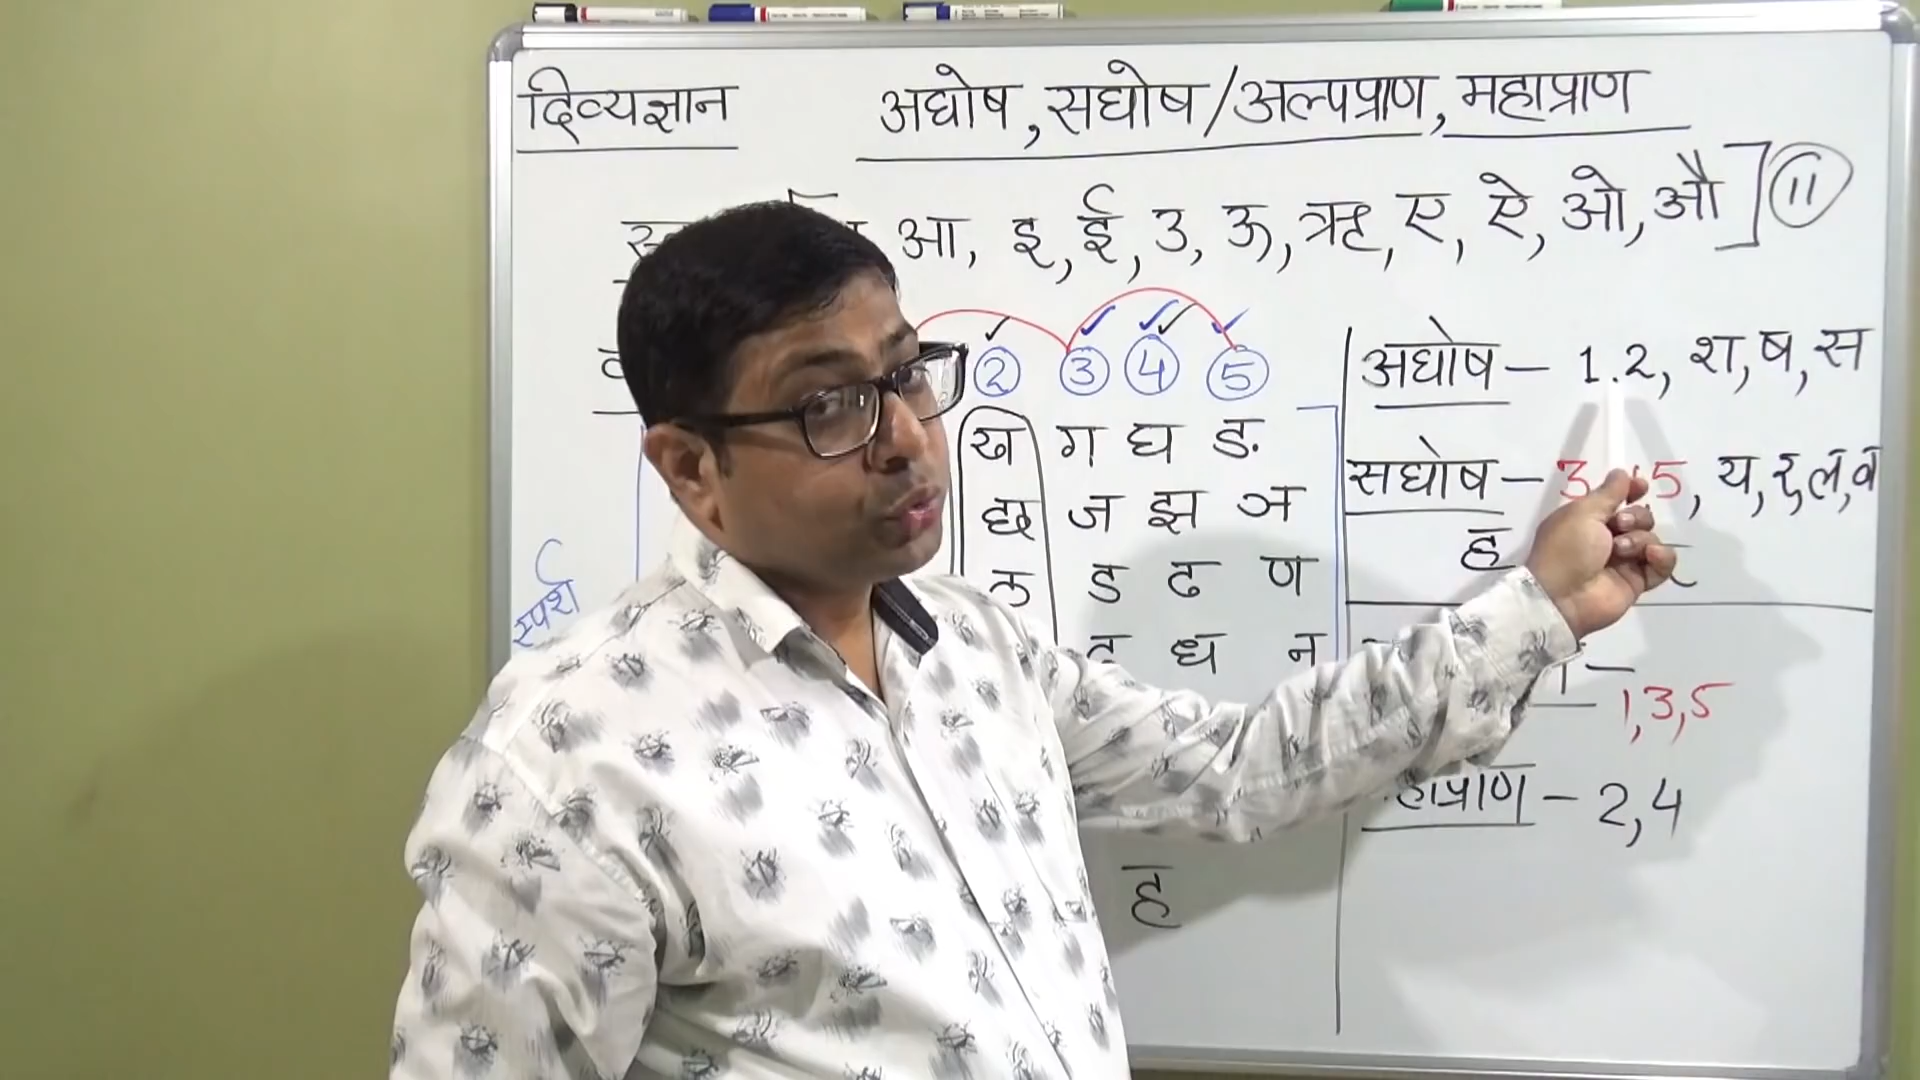 दिव्यज्ञान
अघोष, सघोष/अल्पप्राण, महाप्राण
आ, इ, ई, उ, ऊ, ऋ, ए, ऐ, ओ, औ] 11
2 3 4 5
ख ग घ ङ
छ ज झ ञ
ड ढ ण
ध न
ह
स्पर्श
अघोष – 1.2, श, ष, स
सघोष – 3 5, य, र, ल, व
ह
1,3,5
– 2,4